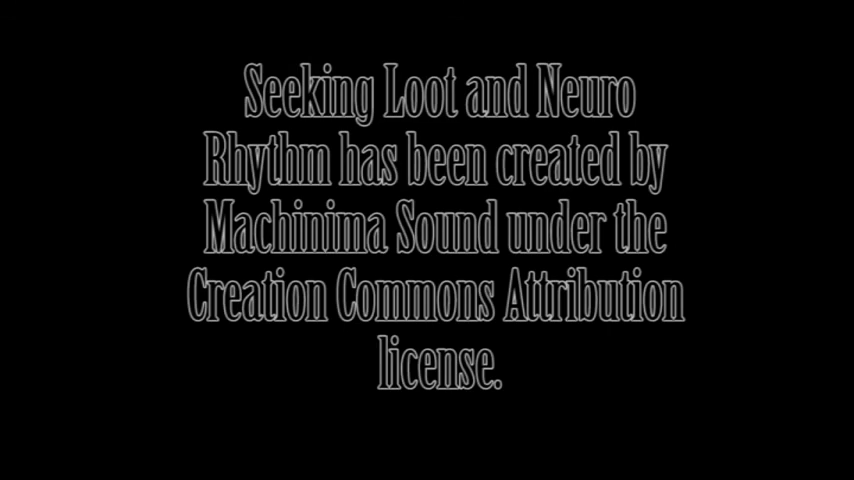 Seeking Loot and Neuro
Rhythm has been created by
Machinima Sound under the
Creation Commons Attribution
license.